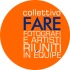 collettivo
FARE
FOTOGRAFI
E ARTISTI
RIUNITI
IN EQUIPE